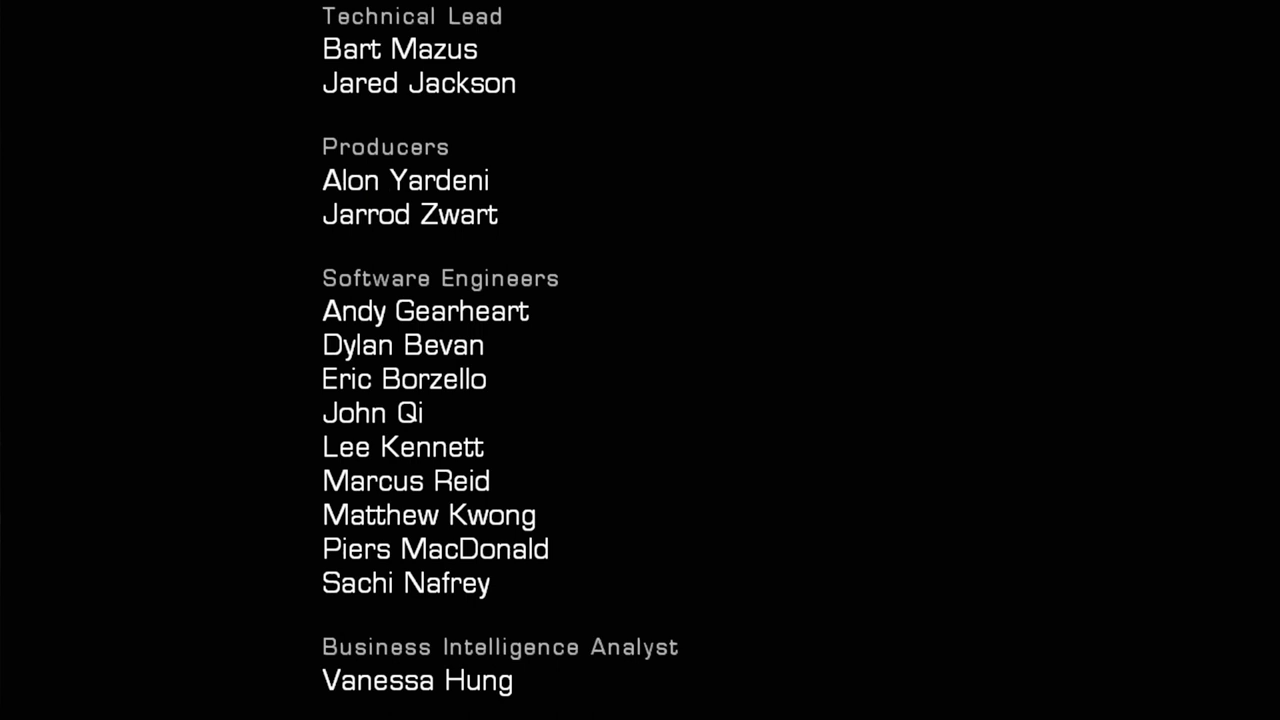 Technical Lead
Bart Mazus
Jared Jackson
Producers
Alon Yardeni
Jarrod Zwart
Software Engineers
Andy Gearheart
Dylan Bevan
Eric Borzello
John Qi
Lee Kennett
Marcus Reid
Matthew Kwong
Piers MacDonald
Sachi Nafrey
Business Intelligence Analyst
Vanessa Hung